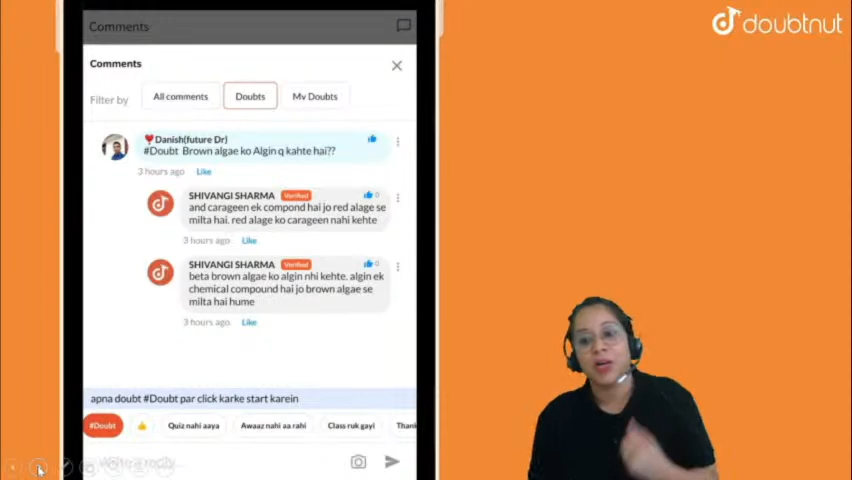 Comments
doubtnut
Comments
Filter by
All comments
Doubts
My Doubts
Danish(future Dr)
#Doubt Brown algae ko Algin q kahte hai??
3 hours ago Like
SHIVANGI SHARMA Verified 0
and carageen ek compond hai jo red alage se
milta hai. red alage ko carageen nahi kehte
3 hours ago Like
SHIVANGI SHARMA Verified 0
beta brown algae ko algin nhi kehte. algin ek
chemical compound hai jo brown algae se
milta hai hume
3 hours ago Like
apna doubt #Doubt par click karke start karein
#Doubt
Quiz nahi aaya
Awaaz nahi aa rahi
Class ruk gayi
Than